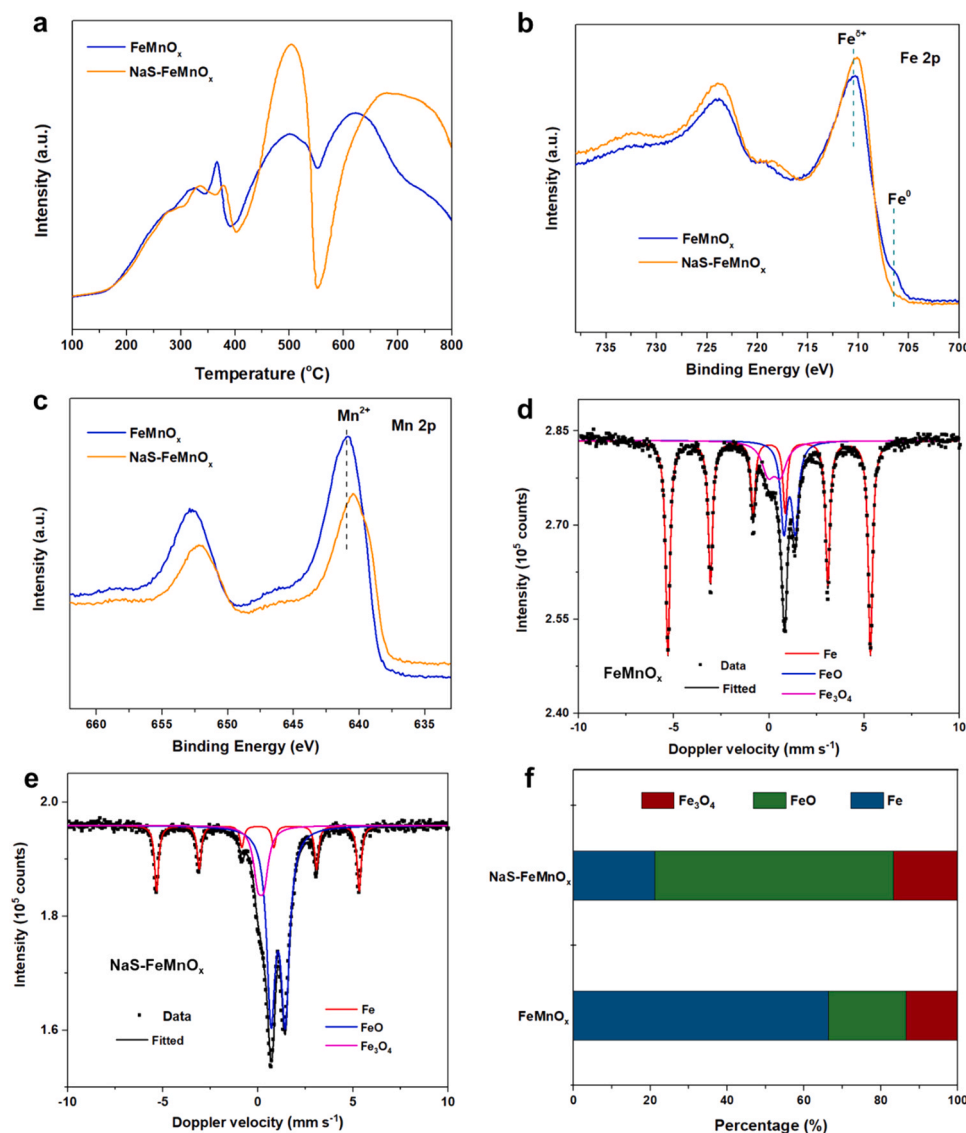 a
FeMnOₓ
NaS-FeMnOₓ
Intensity (a.u.)
100 200 300 400 500 600 700 800
Temperature (°C)
b
Fe^δ+
Fe 2p
Fe⁰
FeMnOₓ
NaS-FeMnOₓ
Intensity (a.u.)
735 730 725 720 715 710 705 700
Binding Energy (eV)
c
Mn²⁺
Mn 2p
FeMnOₓ
NaS-FeMnOₓ
Intensity (a.u.)
660 655 650 645 640 635
Binding Energy (eV)
d
2.85
2.70
2.55
2.40
Intensity (10⁵ counts)
FeMnOₓ
Data
Fitted
Fe
FeO
Fe₃O₄
-10 -5 0 5 10
Doppler velocity (mm s⁻¹)
e
2.0
1.8
1.6
Intensity (10⁵ counts)
NaS-FeMnOₓ
Data
Fitted
Fe
FeO
Fe₃O₄
-10 -5 0 5 10
Doppler velocity (mm s⁻¹)
f
Fe₃O₄ FeO Fe
NaS-FeMnOₓ
FeMnOₓ
0 20 40 60 80 100
Percentage (%)